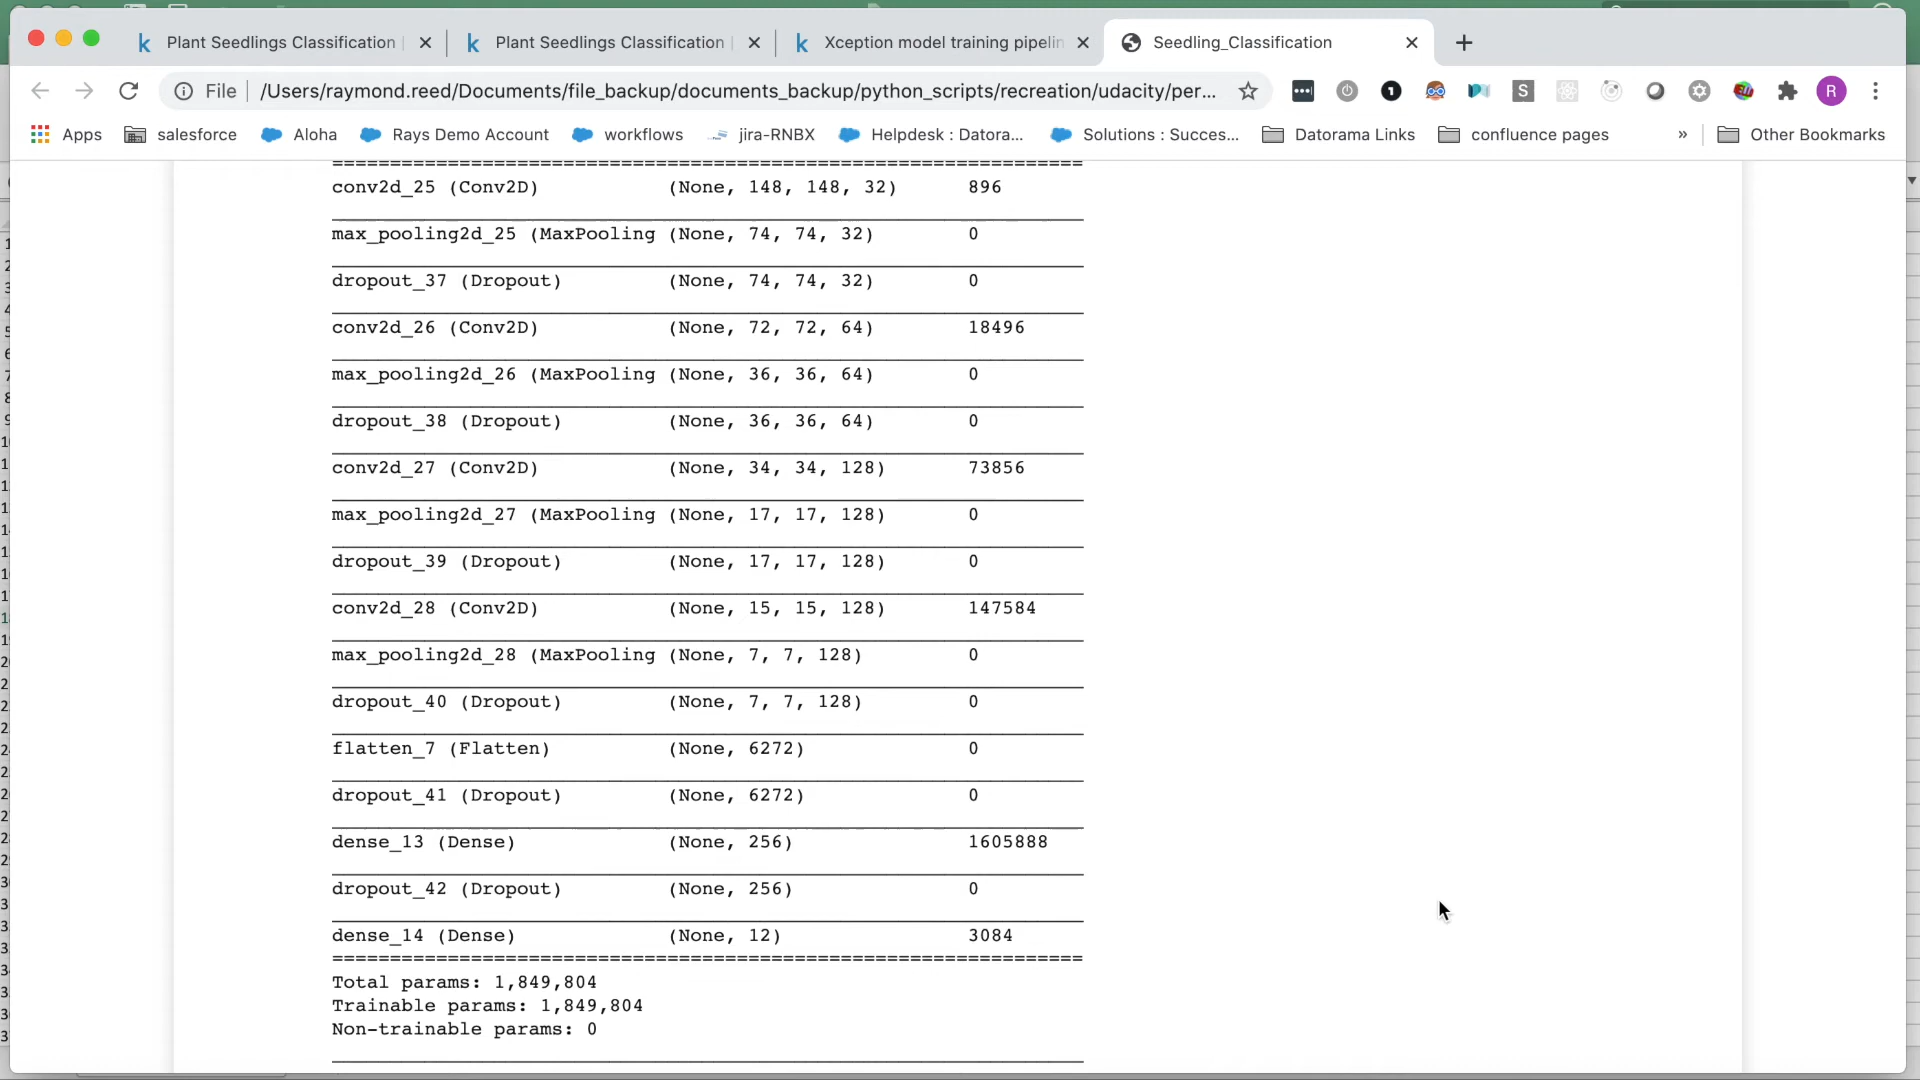 Plant Seedlings Classification
Plant Seedlings Classification
Xception model training pipelin
Seedling_Classification
File
/Users/raymond.reed/Documents/file_backup/documents_backup/python_scripts/recreation/udacity/per...
S
R
Apps
salesforce
Aloha
Rays Demo Account
workflows
jira-RNBX
Helpdesk : Datora...
Solutions : Succes...
Datorama Links
confluence pages
»
Other Bookmarks
=================================================================
conv2d_25 (Conv2D) (None, 148, 148, 32) 896
max_pooling2d_25 (MaxPooling (None, 74, 74, 32) 0
dropout_37 (Dropout) (None, 74, 74, 32) 0
conv2d_26 (Conv2D) (None, 72, 72, 64) 18496
max_pooling2d_26 (MaxPooling (None, 36, 36, 64) 0
dropout_38 (Dropout) (None, 36, 36, 64) 0
conv2d_27 (Conv2D) (None, 34, 34, 128) 73856
max_pooling2d_27 (MaxPooling (None, 17, 17, 128) 0
dropout_39 (Dropout) (None, 17, 17, 128) 0
conv2d_28 (Conv2D) (None, 15, 15, 128) 147584
max_pooling2d_28 (MaxPooling (None, 7, 7, 128) 0
dropout_40 (Dropout) (None, 7, 7, 128) 0
flatten_7 (Flatten) (None, 6272) 0
dropout_41 (Dropout) (None, 6272) 0
dense_13 (Dense) (None, 256) 1605888
dropout_42 (Dropout) (None, 256) 0
dense_14 (Dense) (None, 12) 3084
=================================================================
Total params: 1,849,804
Trainable params: 1,849,804
Non-trainable params: 0